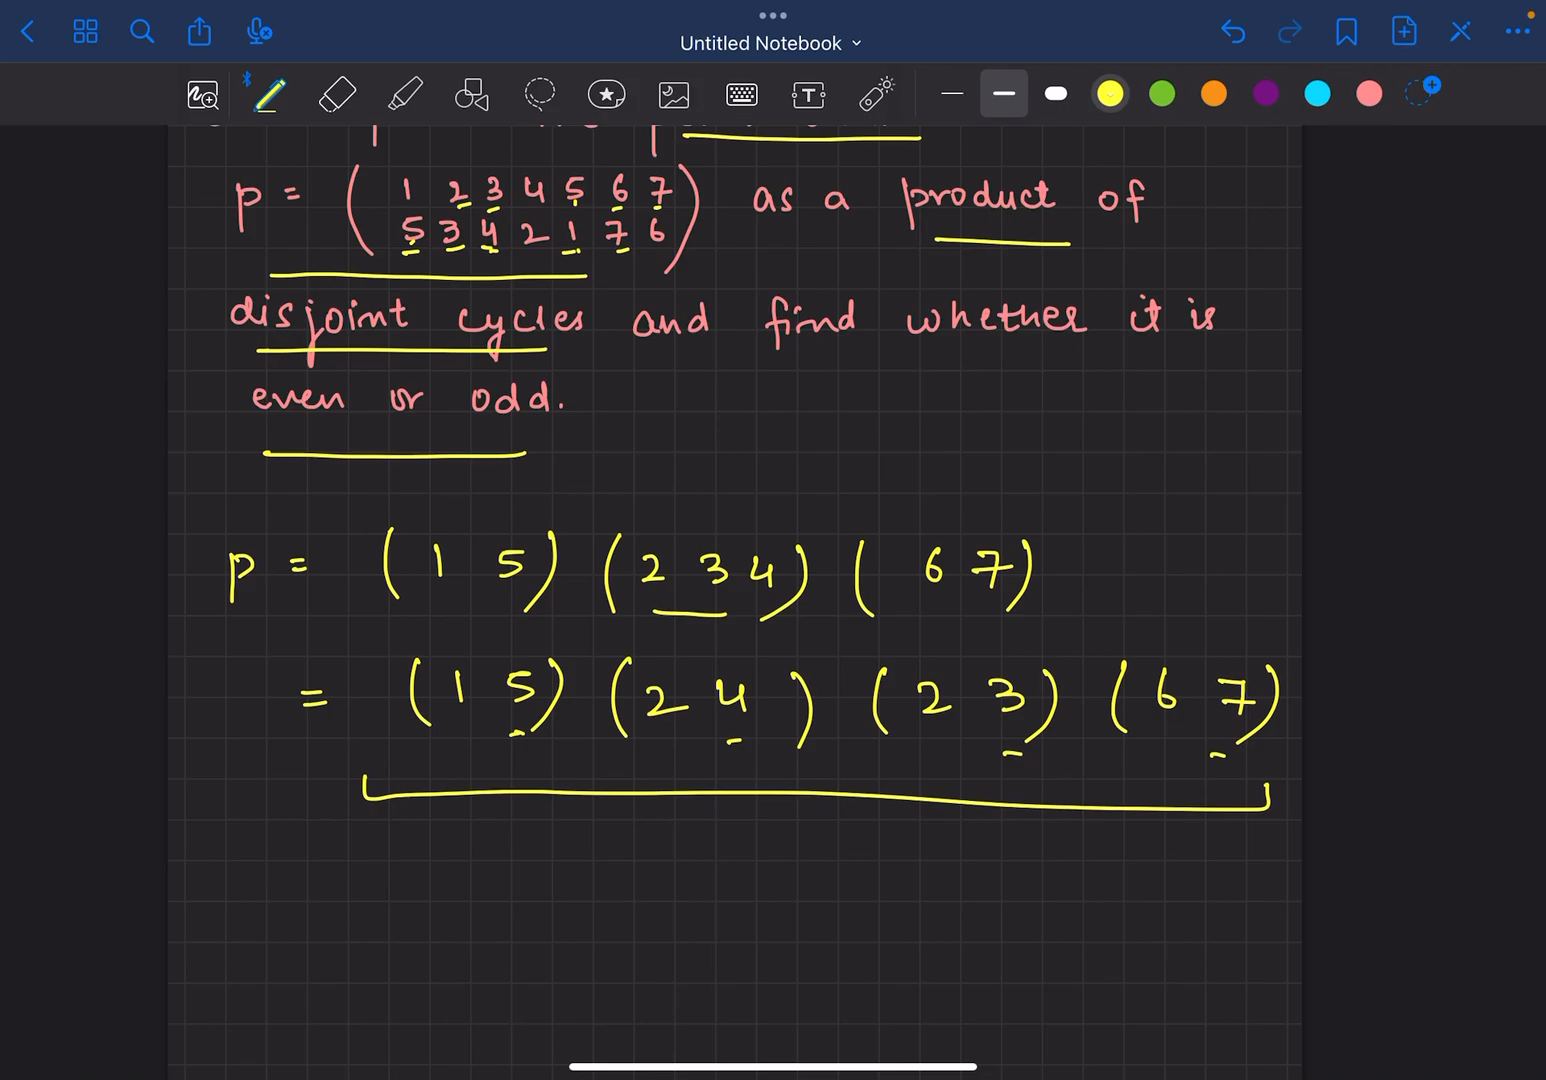 Untitled Notebook
T
p = ( 1 2 3 4 5 6 7 ) as a product of
5 3 4 2 1 7 6
disjoint cycles and find whether it is
even or odd.
p = ( 1 5 ) ( 2 3 4 ) ( 6 7 )
= ( 1 5 ) ( 2 4 ) ( 2 3 ) ( 6 7 )